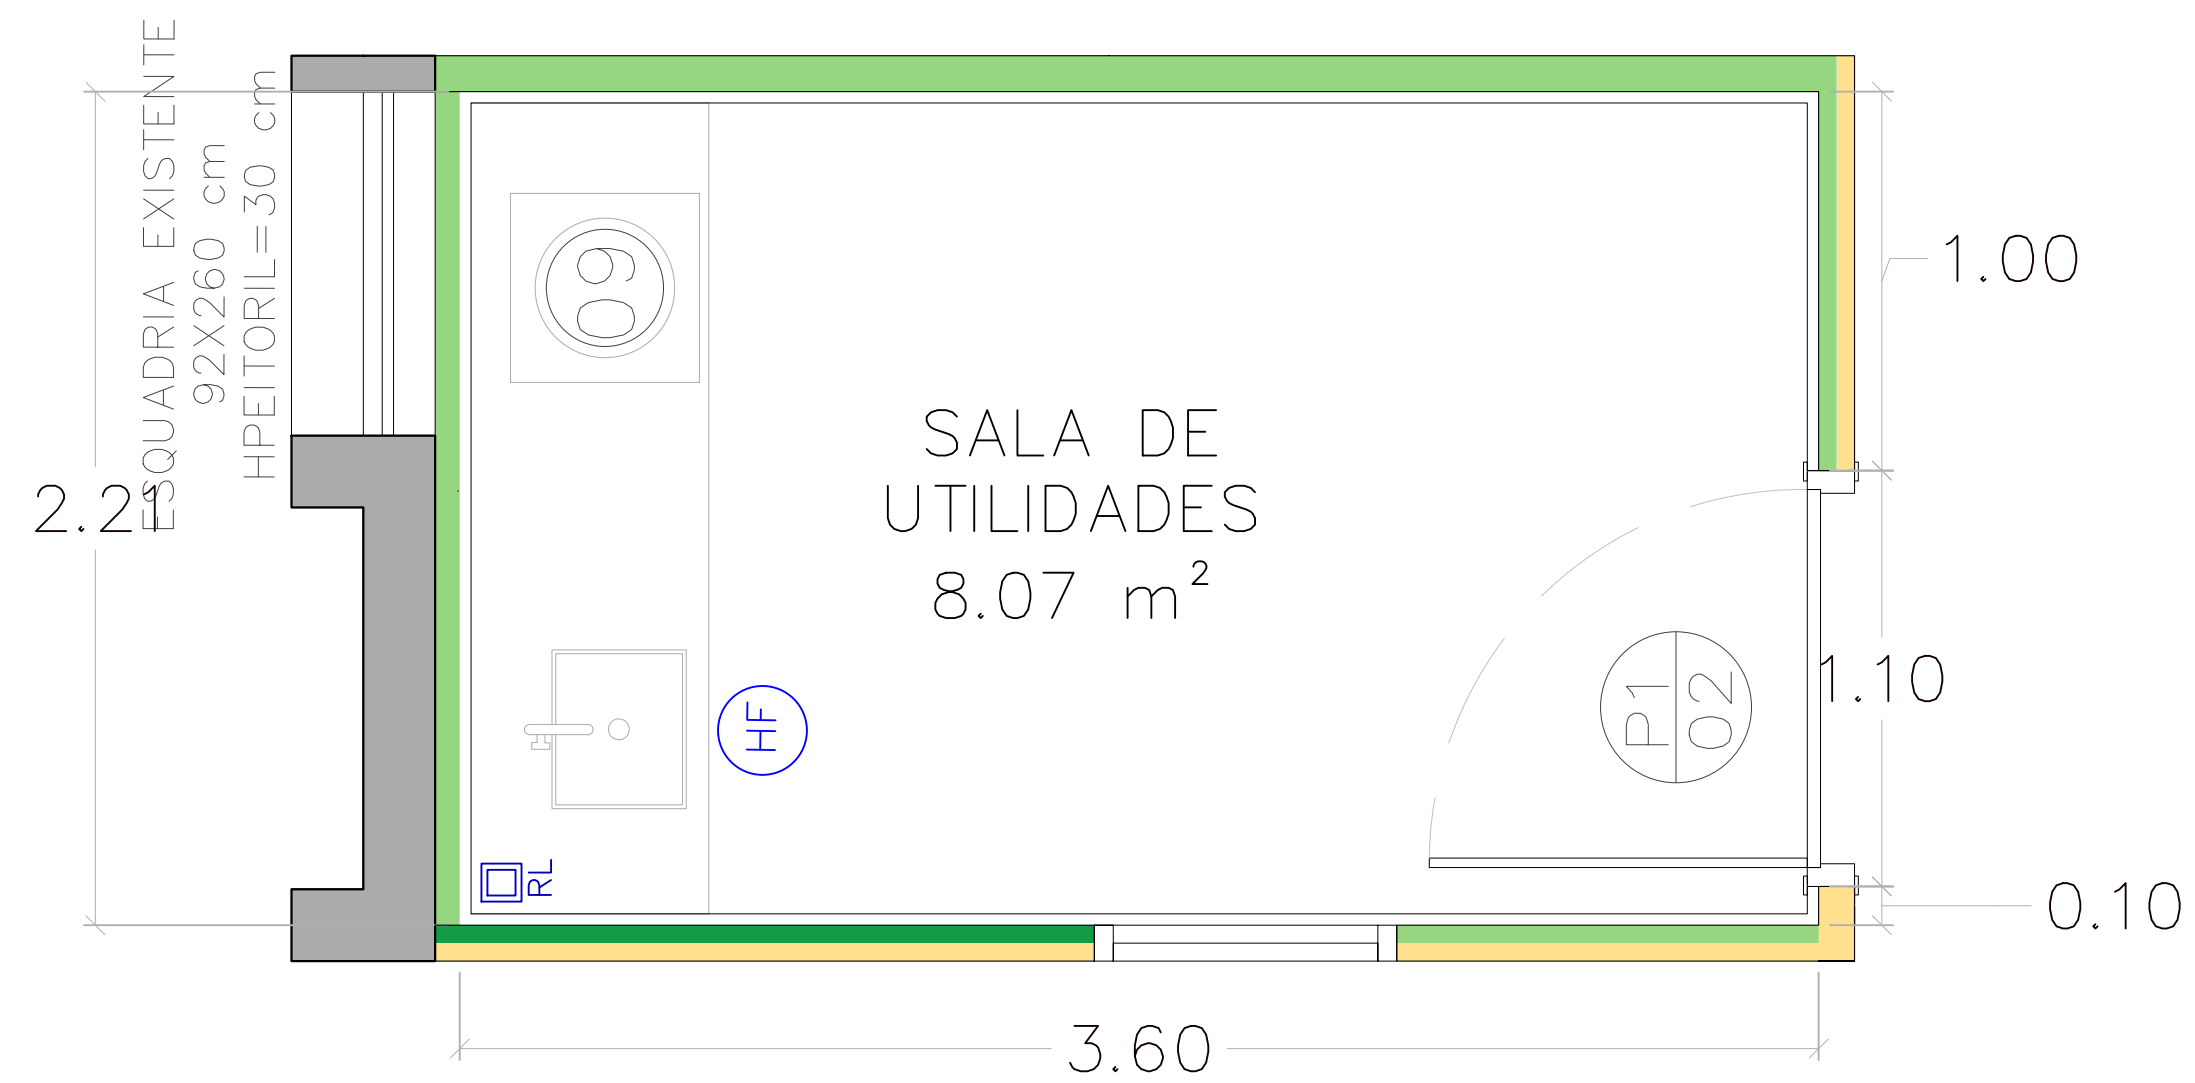 ESQUADRIA EXISTENTE
92X260 cm
HPEITORIL=30 cm
2.21
09
SALA DE
UTILIDADES
8.07 m²
HF
RL
P1
02
1.00
1.10
0.10
3.60